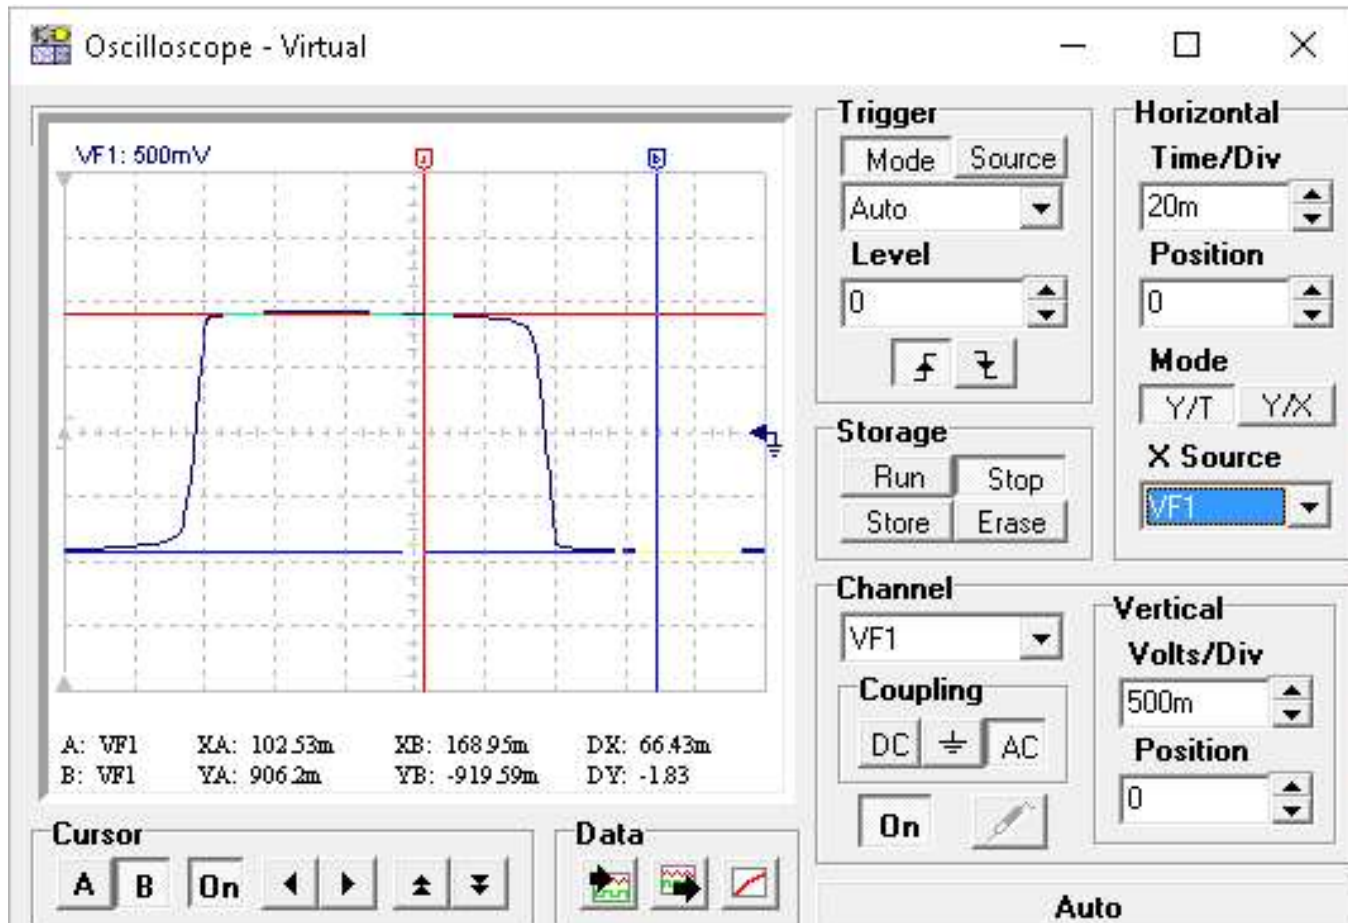 Oscilloscope - Virtual
VF1: 500mV
a
b
A: VF1 XA: 102.53m XB: 168.95m DX: 66.43m
B: VF1 YA: 906.2m YB: -919.59m DY: -1.83
Cursor
A B On
Data
Trigger
Mode Source
Auto
Level
0
Storage
Run Stop
Store Erase
Horizontal
Time/Div
20m
Position
0
Mode
Y/T Y/X
X Source
VF1
Channel
VF1
Coupling
DC AC
On
Vertical
Volts/Div
500m
Position
0
Auto